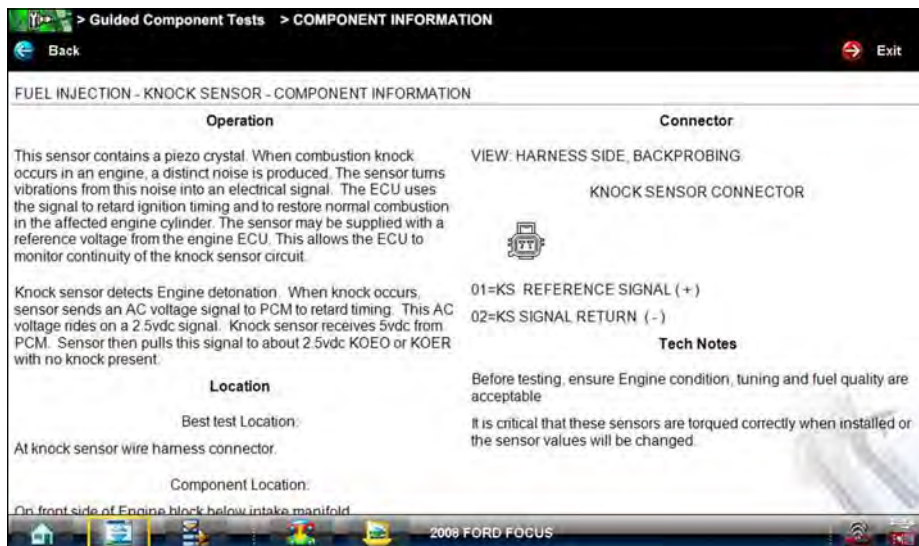 > Guided Component Tests > COMPONENT INFORMATION
Back
Exit
FUEL INJECTION - KNOCK SENSOR - COMPONENT INFORMATION
Operation
This sensor contains a piezo crystal. When combustion knock
occurs in an engine, a distinct noise is produced. The sensor turns
vibrations from this noise into an electrical signal. The ECU uses
the signal to retard ignition timing and to restore normal combustion
in the affected engine cylinder. The sensor may be supplied with a
reference voltage from the engine ECU. This allows the ECU to
monitor continuity of the knock sensor circuit.
Knock sensor detects Engine detonation. When knock occurs,
sensor sends an AC voltage signal to PCM to retard timing. This AC
voltage rides on a 2.5vdc signal. Knock sensor receives 5vdc from
PCM. Sensor then pulls this signal to about 2.5vdc KOEO or KOER
with no knock present.
Location
Best test Location:
At knock sensor wire harness connector.
Component Location:
On front side of Engine block below intake manifold
Connector
VIEW: HARNESS SIDE, BACKPROBING
KNOCK SENSOR CONNECTOR
01=KS REFERENCE SIGNAL (+)
02=KS SIGNAL RETURN (-)
Tech Notes
Before testing, ensure Engine condition, tuning and fuel quality are
acceptable
It is critical that these sensors are torqued correctly when installed or
the sensor values will be changed.
2008 FORD FOCUS